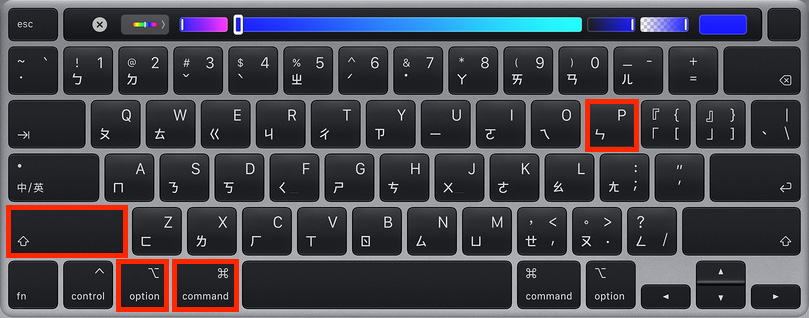 esc
~ ` ·
! 1 ㄅ
@ 2 ㄉ
# 3 ˇ
$ 4 ˋ
% 5 ㄓ
^ 6 ˊ
& 7 ˙
* 8 ㄚ
( 9 ㄞ
) 0 ㄢ
— - ㄦ
+ =
⌫
⇥
Q ㄆ
W ㄊ
E ㄍ
R ㄐ
T ㄔ
Y ㄗ
U ㄧ
I ㄛ
O ㄟ
P ㄣ
『 { 「 [
』 } 」 ]
| 、 \
• 中/英
A ㄇ
S ㄋ
D ㄎ
F ㄑ
G ㄕ
H ㄘ
J ㄨ
K ㄜ
L ㄠ
: ㄤ ;
" '
⏎
⇧
Z ㄈ
X ㄌ
C ㄏ
V ㄒ
B ㄖ
N ㄙ
M ㄩ
, < ㄝ ,
。 > ㄡ .
? ㄥ /
⇧
fn
⌃ control
⌥ option
⌘ command
⌘ command
⌥ option
◀
▲
▼
▶